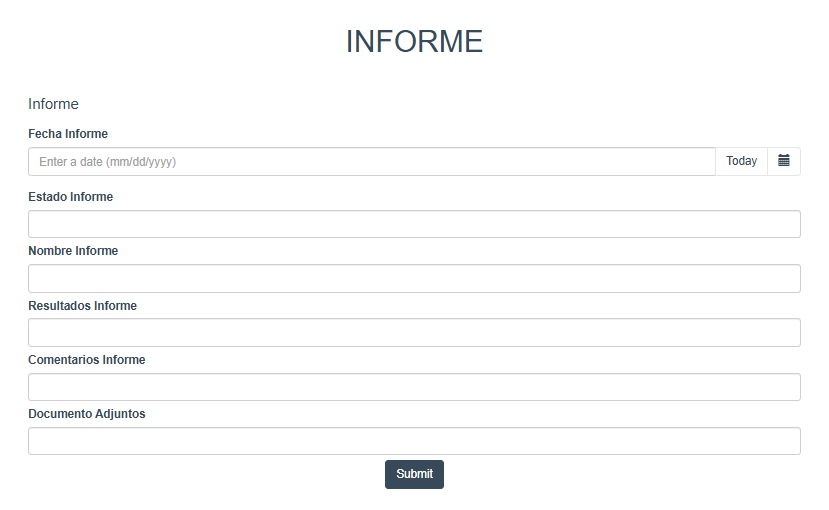 INFORME
Informe
Fecha Informe
Enter a date (mm/dd/yyyy) Today
Estado Informe
Nombre Informe
Resultados Informe
Comentarios Informe
Documento Adjuntos
Submit